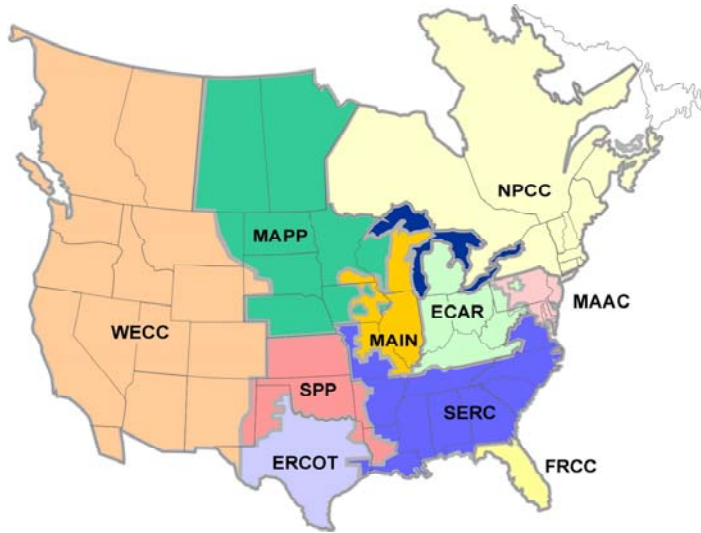 NPCC
MAPP
MAAC
ECAR
WECC
MAIN
SPP
SERC
ERCOT
FRCC